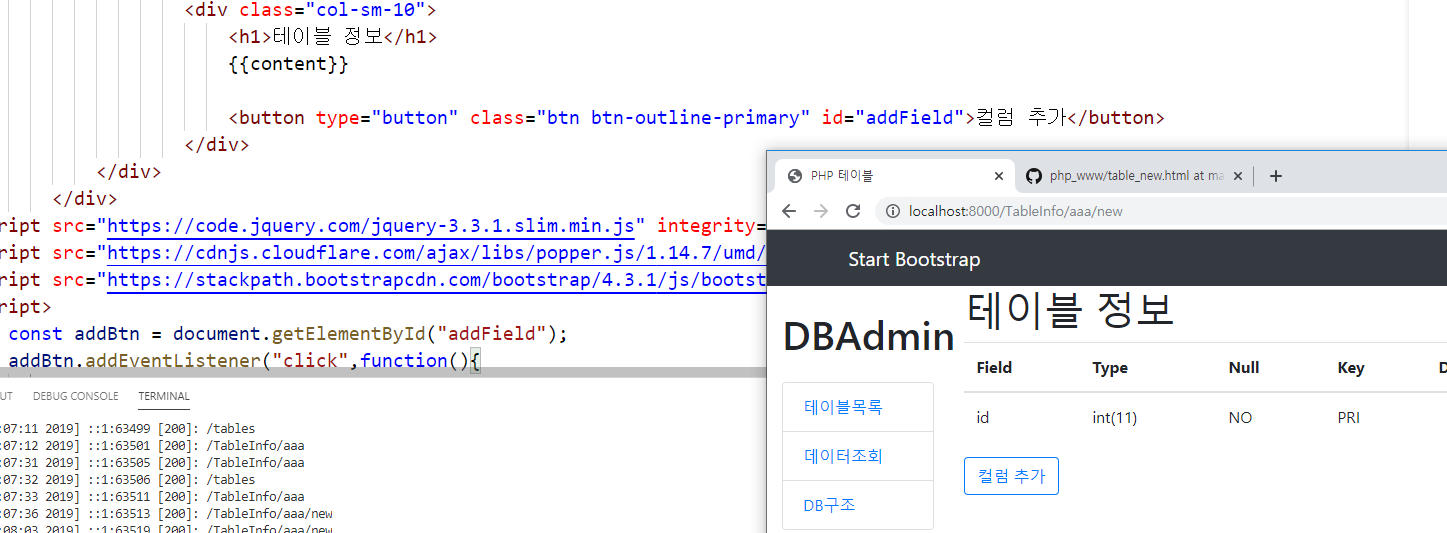 <div class="col-sm-10">
<h1>테이블 정보</h1>
{{content}}
<button type="button" class="btn btn-outline-primary" id="addField">컬럼 추가</button>
</div>
</div>
</div>
ript src="https://code.jquery.com/jquery-3.3.1.slim.min.js" integrity=
ript src="https://cdnjs.cloudflare.com/ajax/libs/popper.js/1.14.7/umd/
ript src="https://stackpath.bootstrapcdn.com/bootstrap/4.3.1/js/bootst
ript>
const addBtn = document.getElementById("addField");
addBtn.addEventListener("click",function(){
UT DEBUG CONSOLE TERMINAL
:07:11 2019] ::1:63499 [200]: /tables
:07:12 2019] ::1:63501 [200]: /TableInfo/aaa
:07:31 2019] ::1:63505 [200]: /TableInfo/aaa
:07:32 2019] ::1:63506 [200]: /tables
:07:33 2019] ::1:63511 [200]: /TableInfo/aaa
:07:36 2019] ::1:63513 [200]: /TableInfo/aaa/new
:08:03 2019] ::1:63519 [200]: /TableInfo/aaa/new
PHP 테이블
php_www/table_new.html at ma
localhost:8000/TableInfo/aaa/new
Start Bootstrap
DBAdmin
테이블목록
데이터조회
DB구조
테이블 정보
Field Type Null Key D
id int(11) NO PRI
컬럼 추가